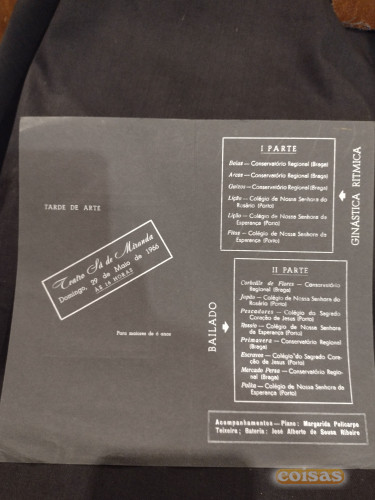 TARDE DE ARTE
Teatro Sá de Miranda
Domingo, 29 de Maio de 1966
ÀS 16 HORAS
Para maiores de 6 anos
I PARTE
Bolas — Conservatório Regional (Braga)
Arcos — Conservatório Regional (Braga)
Conservatório Regional (Braga)
Lição — Colégio de Nossa Senhora do
Rosário (Porto)
Lição — Colégio de Nossa Senhora da
Esperança (Porto)
Fitas — Colégio de Nossa Senhora da
Esperança (Porto)
GINÁSTICA RITMICA
BAILADO
II PARTE
de Flores — Conservatório
Regional (Braga)
Japão — Colégio de Nossa Senhora do
Rosário (Porto)
Pescadores — Colégio do Sagrado
Coração de Jesus (Porto)
Colégio de Nossa Senhora da
Esperança (Porto)
Primavera — Conservatório Regional
(Braga)
Escravos — Colégio do Sagrado Cora-
ção de Jesus (Porto)
Mercado Persa — Conservatório Regio-
nal (Braga)
Polka — Colégio de Nossa Senhora da
Esperança (Porto)
Acompanhamentos — Piano: Margarida Policarpo
Teixeira; Bateria: José Alberto de Sousa Ribeiro
coisas